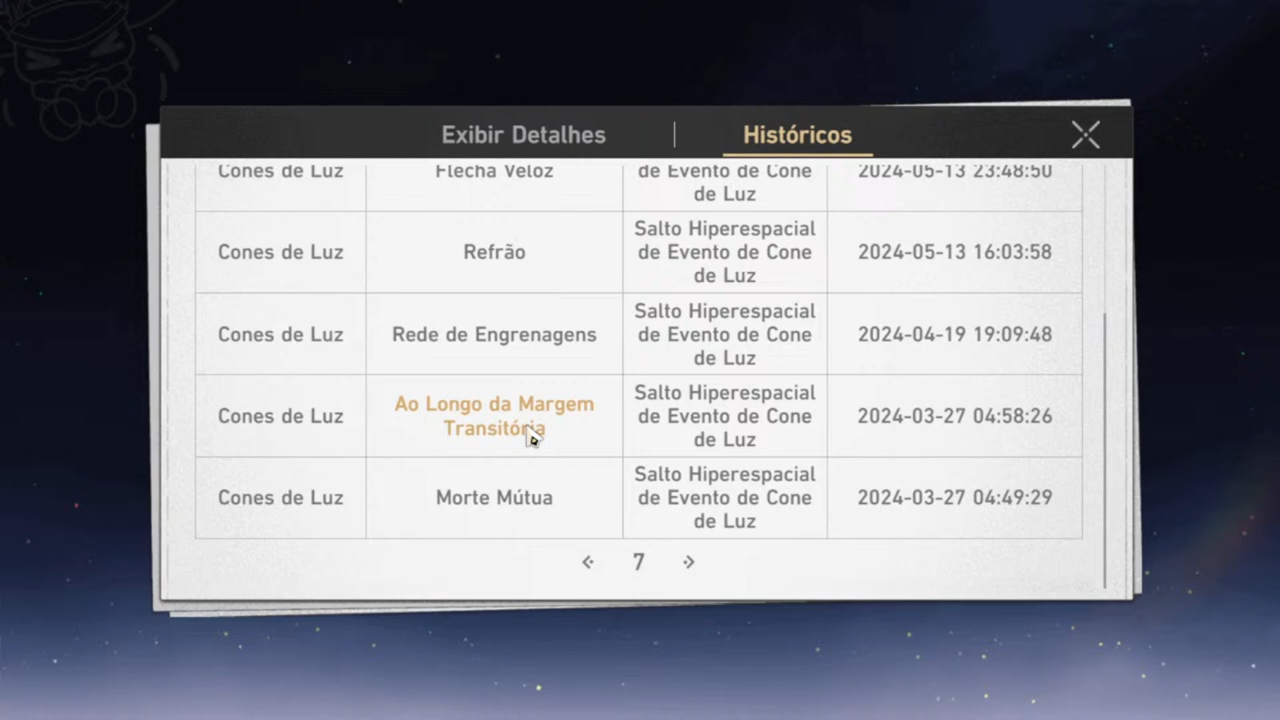 Exibir Detalhes
Históricos
Cones de Luz
Flecha Veloz
de Evento de Cone
de Luz
2024-05-13 23:48:50
Cones de Luz
Refrão
Salto Hiperespacial
de Evento de Cone
de Luz
2024-05-13 16:03:58
Cones de Luz
Rede de Engrenagens
Salto Hiperespacial
de Evento de Cone
de Luz
2024-04-19 19:09:48
Cones de Luz
Ao Longo da Margem
Transitória
Salto Hiperespacial
de Evento de Cone
de Luz
2024-03-27 04:58:26
Cones de Luz
Morte Mútua
Salto Hiperespacial
de Evento de Cone
de Luz
2024-03-27 04:49:29
7